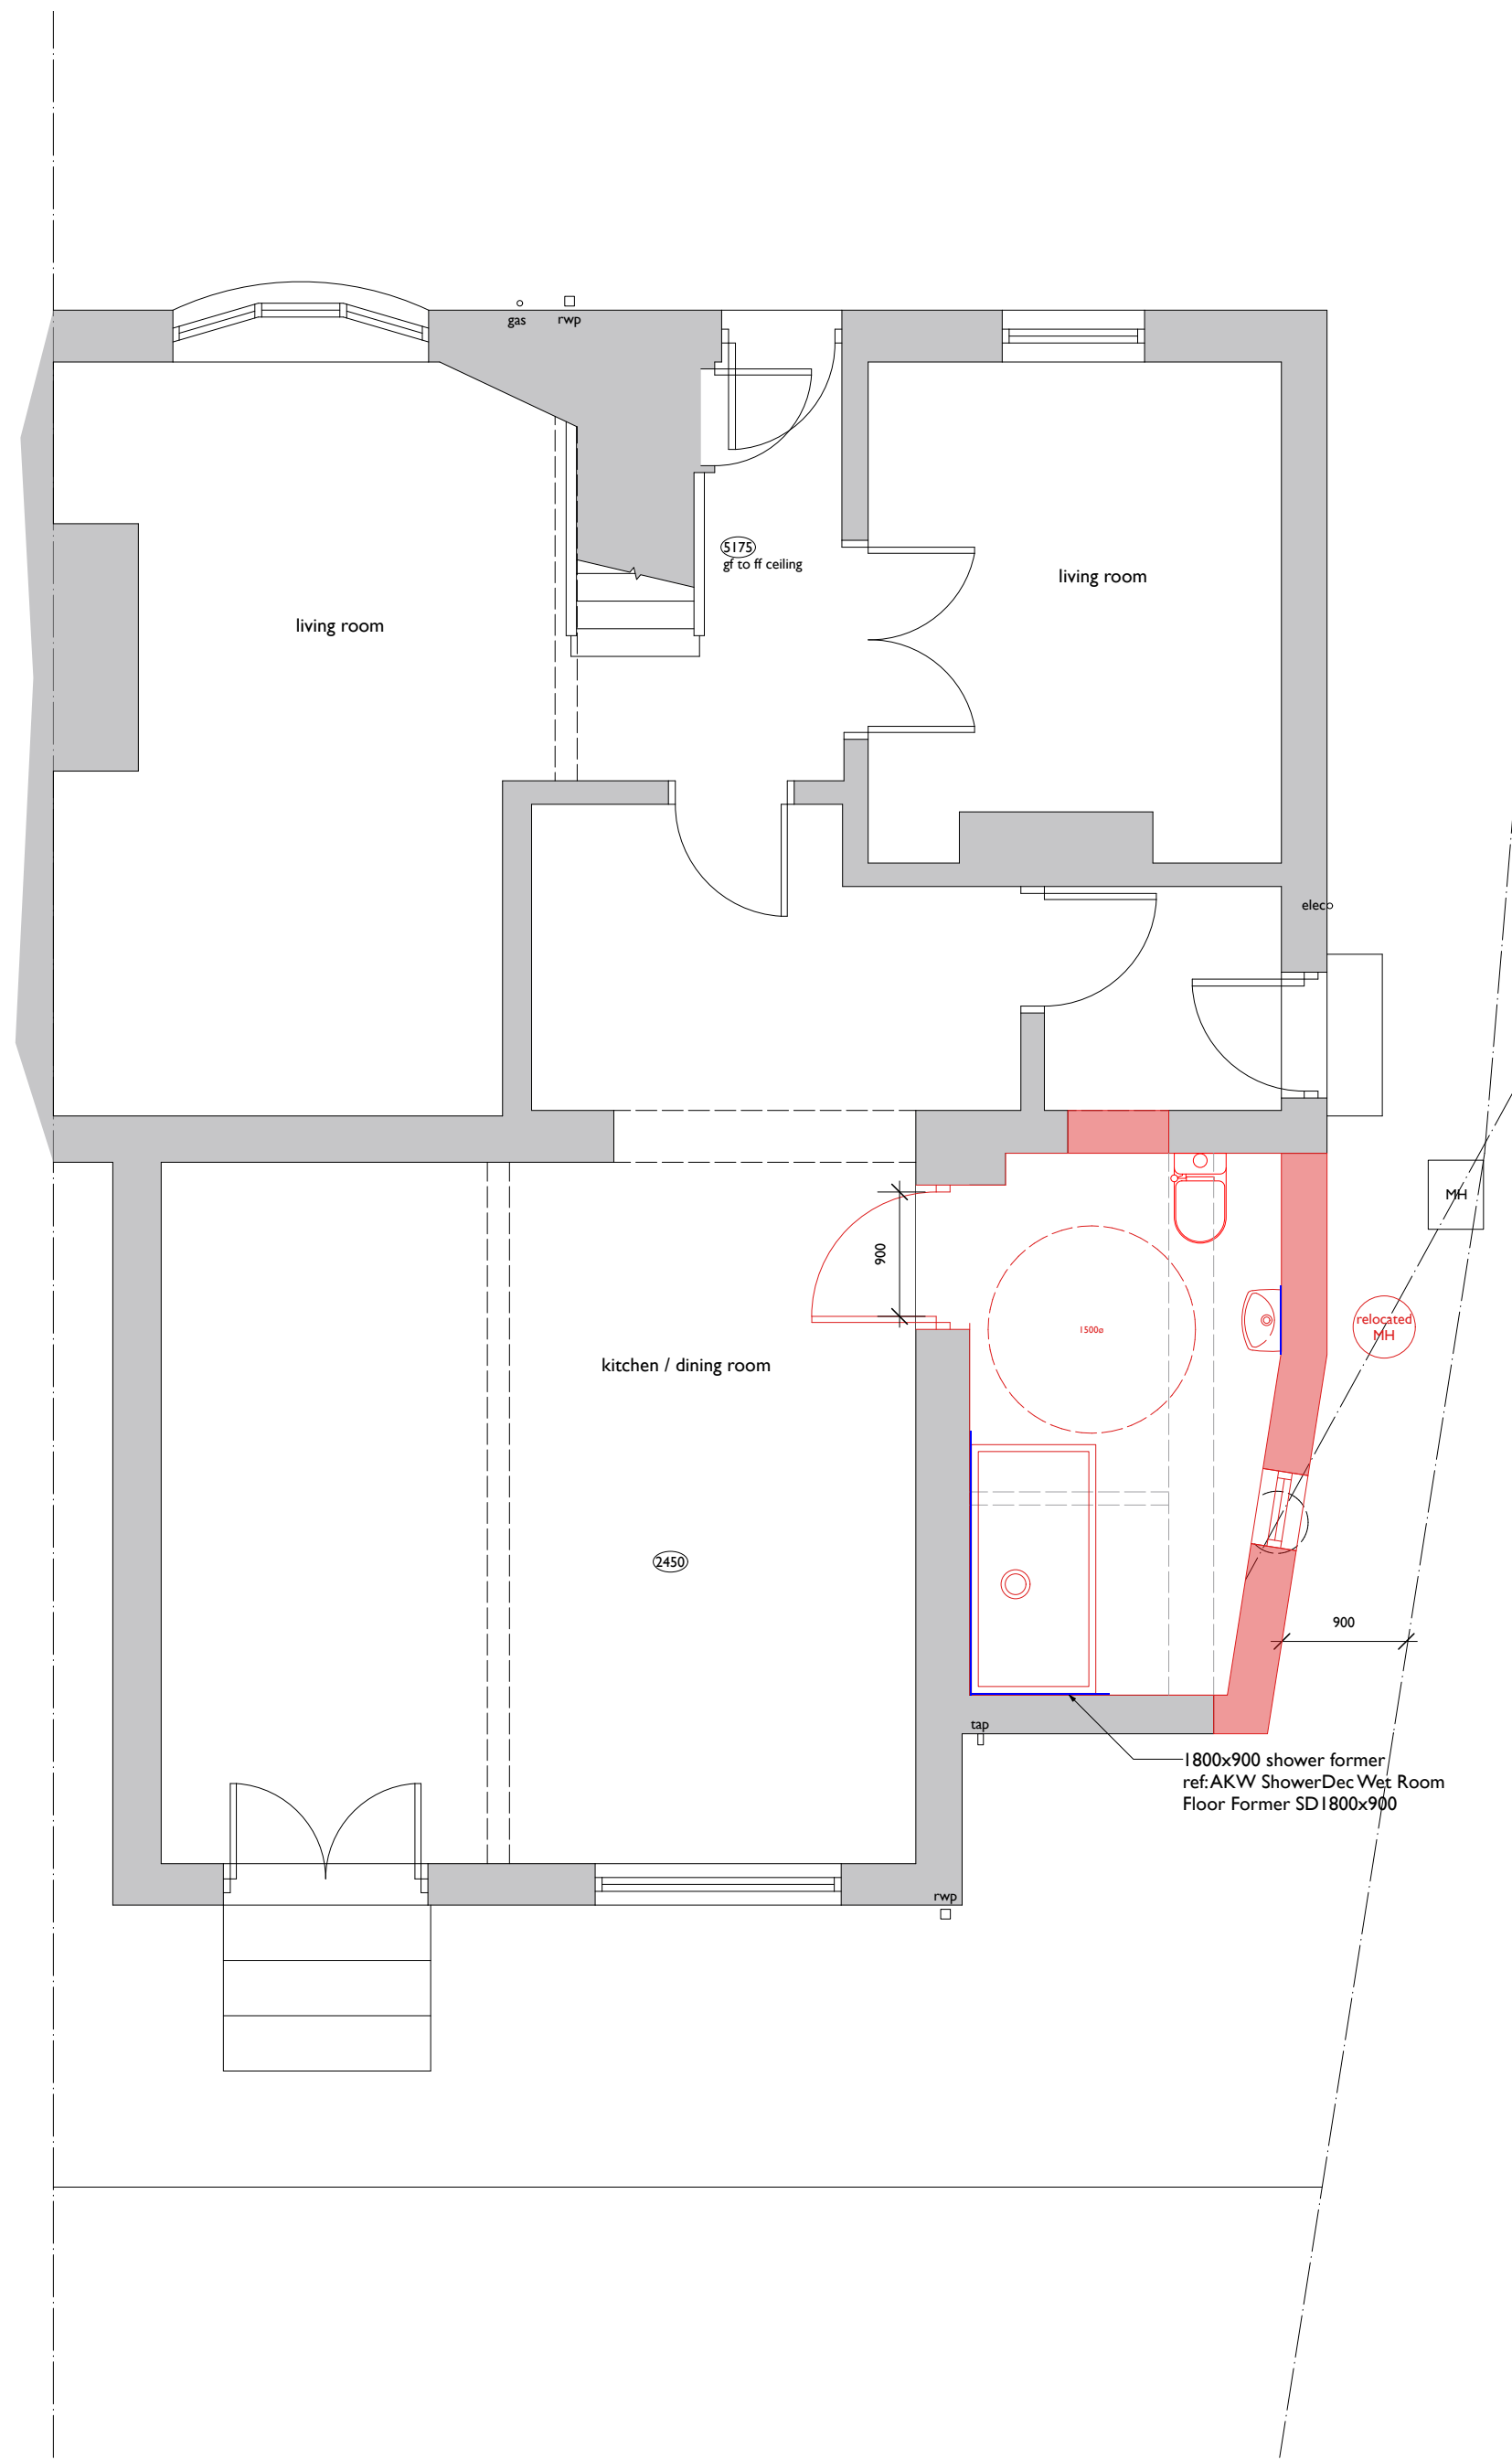 gas
rwp
5175
gf to ff ceiling
living room
living room
elec
MH
900
relocated
MH
1500ø
kitchen / dining room
2450
900
tap
1800x900 shower former
ref:AKW ShowerDec Wet Room
Floor Former SD1800x900
rwp